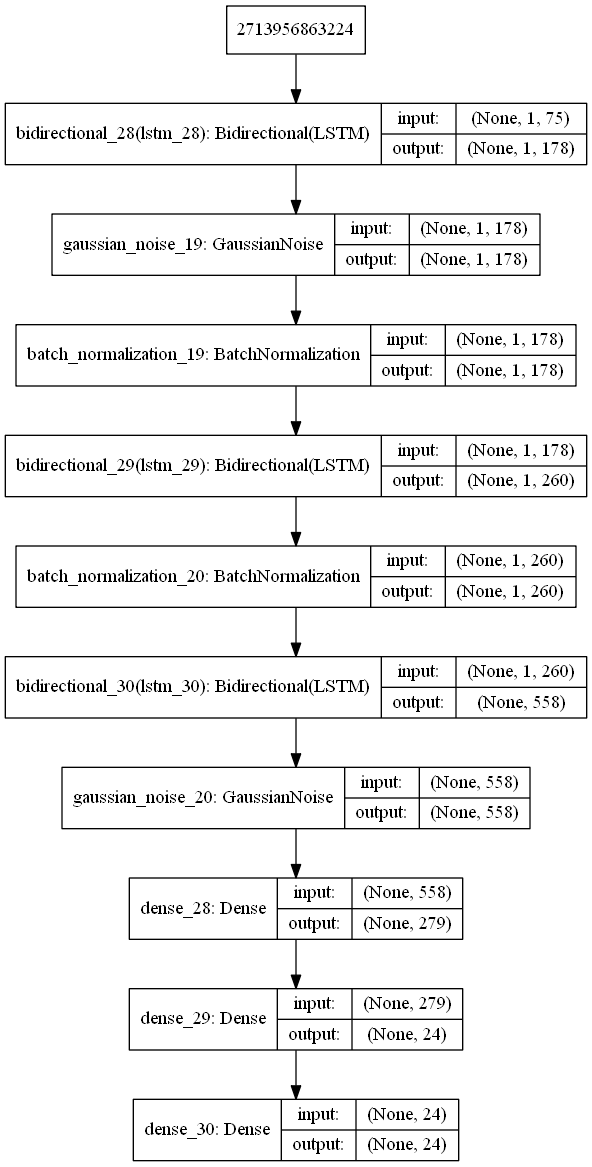 2713956863224
bidirectional_28(lstm_28): Bidirectional(LSTM)
input: (None, 1, 75)
output: (None, 1, 178)
gaussian_noise_19: GaussianNoise
input: (None, 1, 178)
output: (None, 1, 178)
batch_normalization_19: BatchNormalization
input: (None, 1, 178)
output: (None, 1, 178)
bidirectional_29(lstm_29): Bidirectional(LSTM)
input: (None, 1, 178)
output: (None, 1, 260)
batch_normalization_20: BatchNormalization
input: (None, 1, 260)
output: (None, 1, 260)
bidirectional_30(lstm_30): Bidirectional(LSTM)
input: (None, 1, 260)
output: (None, 558)
gaussian_noise_20: GaussianNoise
input: (None, 558)
output: (None, 558)
dense_28: Dense
input: (None, 558)
output: (None, 279)
dense_29: Dense
input: (None, 279)
output: (None, 24)
dense_30: Dense
input: (None, 24)
output: (None, 24)